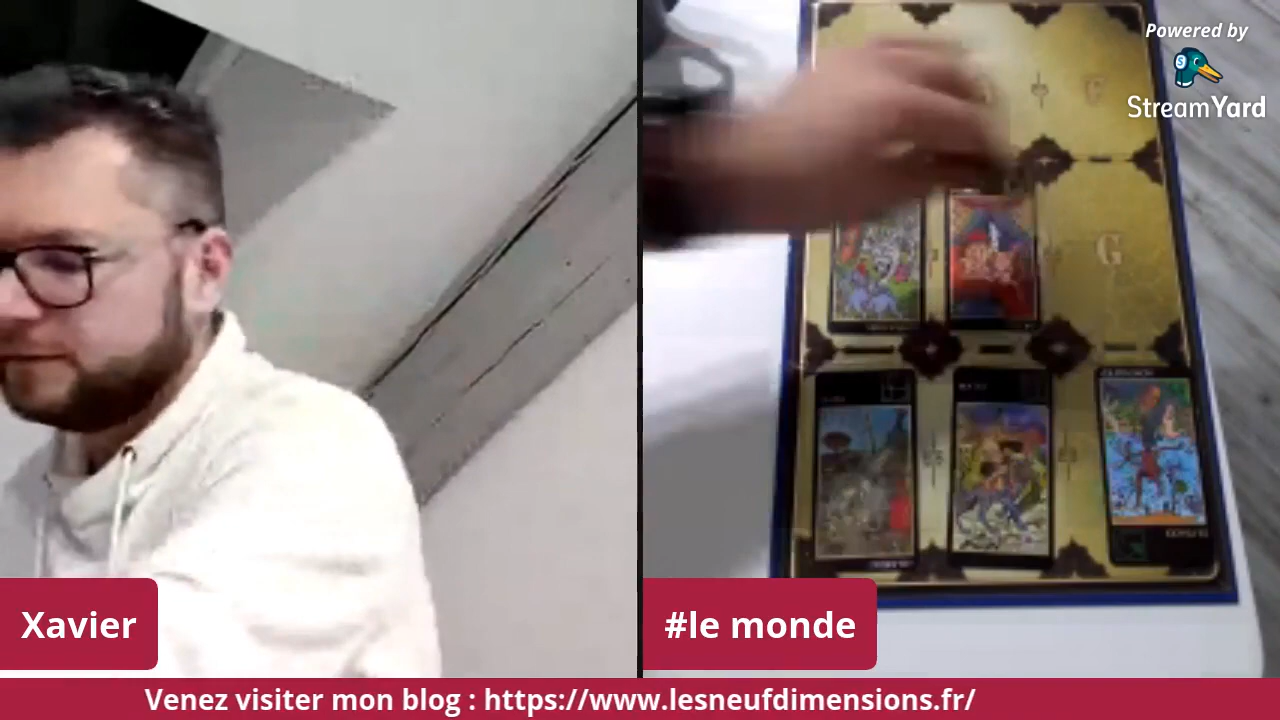 Powered by
StreamYard
G
Xavier
#le monde
Venez visiter mon blog : https://www.lesneufdimensions.fr/